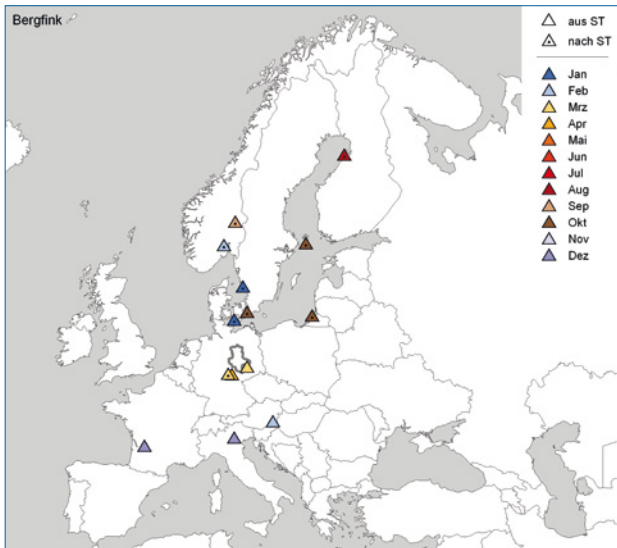 Bergfink
aus ST
nach ST
Jan
Feb
Mrz
Apr
Mai
Jun
Jul
Aug
Sep
Okt
Nov
Dez